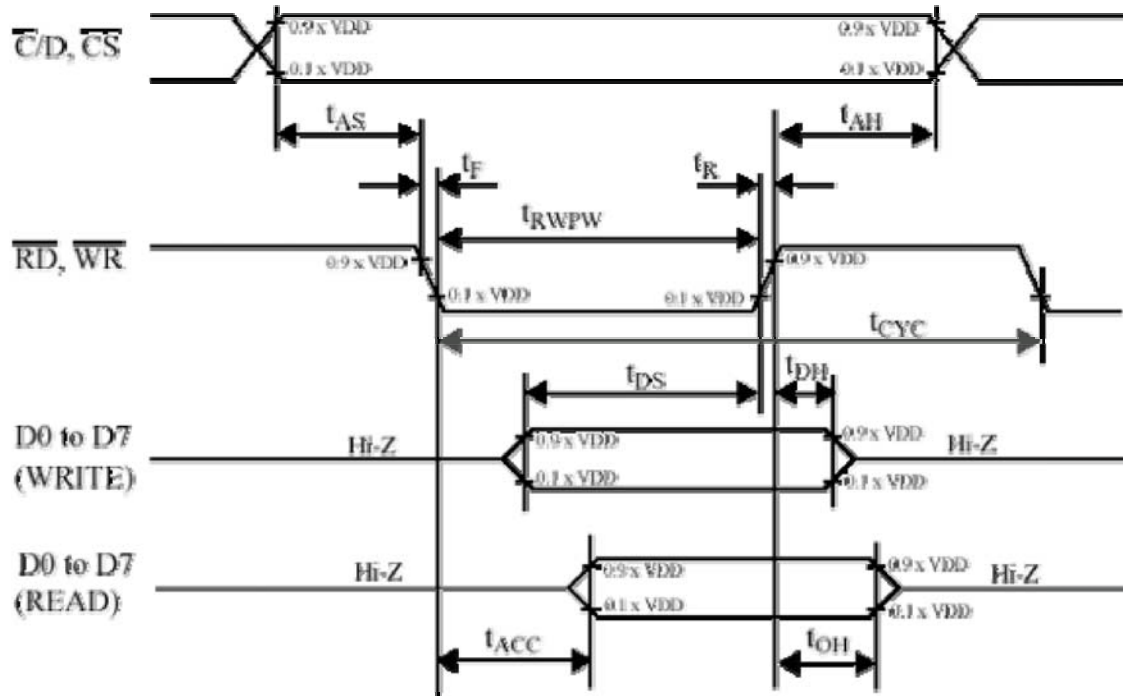 C̅/D, C̅S̅
0.9 x VDD 0.9 x VDD
0.1 x VDD 0.1 x VDD
tAS tAH
tF tR
tRWPW
R̅D̅, W̅R̅
0.9 x VDD 0.9 x VDD
0.1 x VDD 0.1 x VDD
tCYC
tDS tDH
D0 to D7
(WRITE)
Hi-Z 0.9 x VDD 0.9 x VDD Hi-Z
0.1 x VDD 0.1 x VDD
D0 to D7
(READ)
Hi-Z 0.9 x VDD 0.9 x VDD Hi-Z
0.1 x VDD 0.1 x VDD
tACC tOH